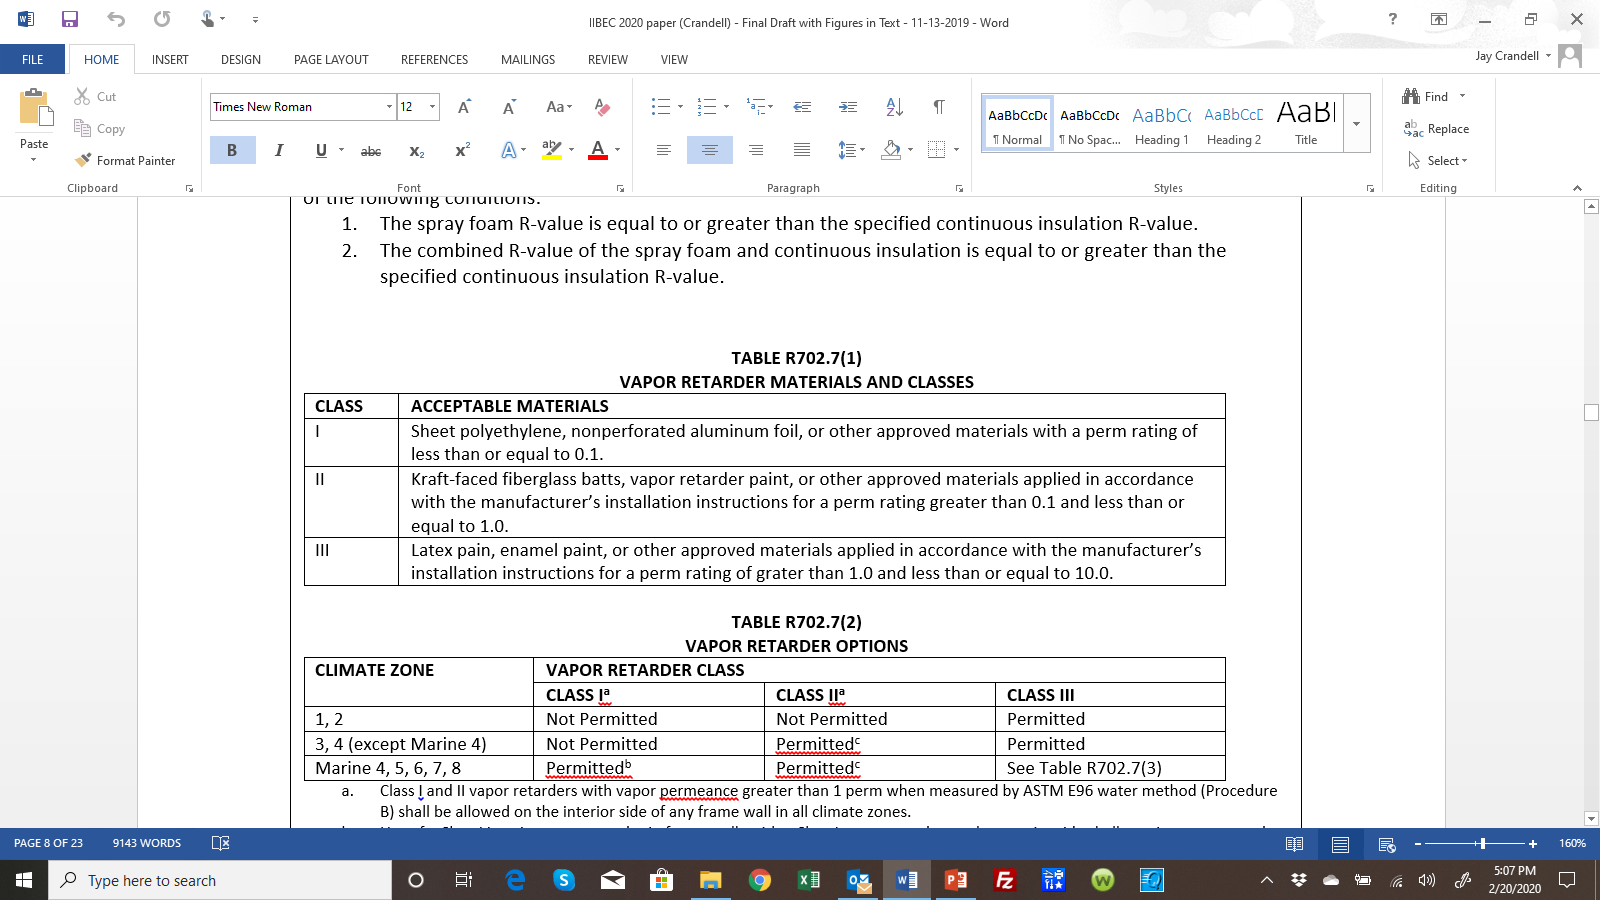 IIBEC 2020 paper (Crandell) - Final Draft with Figures in Text - 11-13-2019 - Word
FILE HOME INSERT DESIGN PAGE LAYOUT REFERENCES MAILINGS REVIEW VIEW Jay Crandell
Paste
Cut
Copy
Format Painter
Clipboard
Times New Roman 12
Font
Paragraph
AaBbCcDc AaBbCcDc AaBbC AaBbCcE AaBI
¶ Normal ¶ No Spac... Heading 1 Heading 2 Title
Styles
Find
Replace
Select
Editing
of the following conditions:
1. The spray foam R-value is equal to or greater than the specified continuous insulation R-value.
2. The combined R-value of the spray foam and continuous insulation is equal to or greater than the
specified continuous insulation R-value.
TABLE R702.7(1)
VAPOR RETARDER MATERIALS AND CLASSES
CLASS ACCEPTABLE MATERIALS
I Sheet polyethylene, nonperforated aluminum foil, or other approved materials with a perm rating of
less than or equal to 0.1.
II Kraft-faced fiberglass batts, vapor retarder paint, or other approved materials applied in accordance
with the manufacturer’s installation instructions for a perm rating greater than 0.1 and less than or
equal to 1.0.
III Latex pain, enamel paint, or other approved materials applied in accordance with the manufacturer’s
installation instructions for a perm rating of grater than 1.0 and less than or equal to 10.0.
TABLE R702.7(2)
VAPOR RETARDER OPTIONS
CLIMATE ZONE VAPOR RETARDER CLASS
CLASS Iᵃ CLASS IIᵃ CLASS III
1, 2 Not Permitted Not Permitted Permitted
3, 4 (except Marine 4) Not Permitted Permittedᶜ Permitted
Marine 4, 5, 6, 7, 8 Permittedᵇ Permittedᶜ See Table R702.7(3)
a. Class I and II vapor retarders with vapor permeance greater than 1 perm when measured by ASTM E96 water method (Procedure
B) shall be allowed on the interior side of any frame wall in all climate zones.
PAGE 8 OF 23 9143 WORDS 160%
Type here to search
5:07 PM
2/20/2020